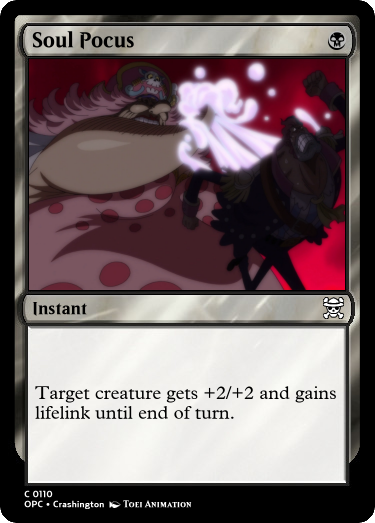 Soul Pocus
Instant
Target creature gets +2/+2 and gains
lifelink until end of turn.
C 0110
OPC • Crashington Toei Animation